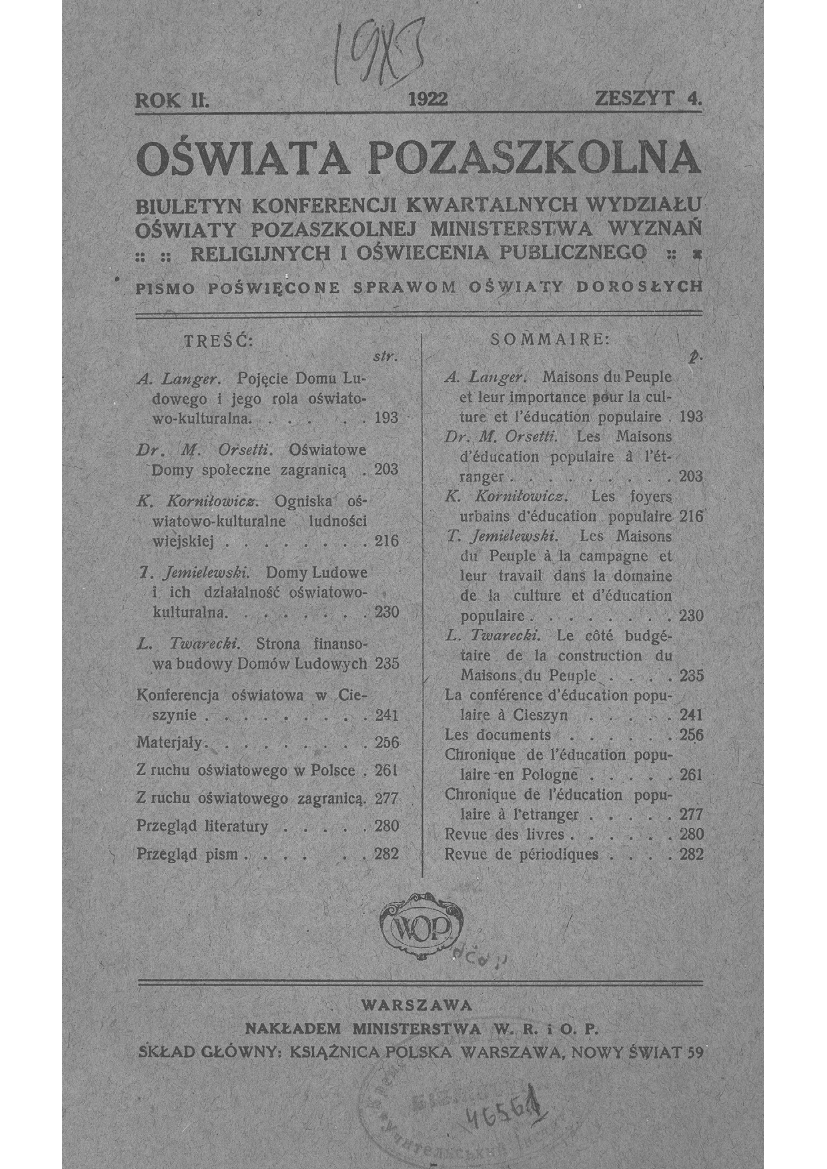 ROK II. 1922 ZESZYT 4.
OŚWIATA POZASZKOLNA
BIULETYN KONFERENCJI KWARTALNYCH WYDZIAŁU
OŚWIATY POZASZKOLNEJ MINISTERSTWA WYZNAŃ
:: :: RELIGIJNYCH I OŚWIECENIA PUBLICZNEGO :: ::
PISMO POŚWIĘCONE SPRAWOM OŚWIATY DOROSŁYCH
TREŚĆ:
str.
A. Langer. Pojęcie Domu Lu-
dowego i jego rola oświato-
wo-kulturalna. . . . . . 193
Dr. M. Orsetti. Oświatowe
Domy społeczne zagranicą . 203
K. Korniłowicz. Ogniska oś-
wiatowo-kulturalne ludności
wiejskiej . . . . . . . . 216
T. Jemielewski. Domy Ludowe
i ich działalność oświatowo-
kulturalna. . . . . . . . 230
L. Twarecki. Strona finanso-
wa budowy Domów Ludowych 235
Konferencja oświatowa w Cie-
szynie . . . . . . . . . 241
Materjały. . . . . . . . . 256
Z ruchu oświatowego w Polsce . 261
Z ruchu oświatowego zagranicą. 277
Przegląd literatury . . . . . 280
Przegląd pism . . . . . . 282
SOMMAIRE:
p.
A. Langer. Maisons du Peuple
et leur importance pour la cul-
ture et l'éducation populaire . 193
Dr. M. Orsetti. Les Maisons
d'éducation populaire à l'ét-
ranger . . . . . . . . . 203
K. Korniłowicz. Les foyers
urbains d'éducation populaire 216
T. Jemielewski. Les Maisons
du Peuple à la campagne et
leur travail dans la domaine
de la culture et d'éducation
populaire . . . . . . . . 230
L. Twarecki. Le côté budgé-
taire de la construction du
Maisons du Peuple . . . . 235
La conférence d'éducation popu-
laire à Cieszyn . . . . . 241
Les documents . . . . . . 256
Chronique de l'éducation popu-
laire en Pologne . . . . . 261
Chronique de l'éducation popu-
laire à l'etranger . . . . . 277
Revue des livres . . . . . . 280
Revue de périodiques . . . . 282
WOP
WARSZAWA
NAKŁADEM MINISTERSTWA W. R. i O. P.
SKŁAD GŁÓWNY: KSIĄŻNICA POLSKA WARSZAWA, NOWY ŚWIAT 59
46561